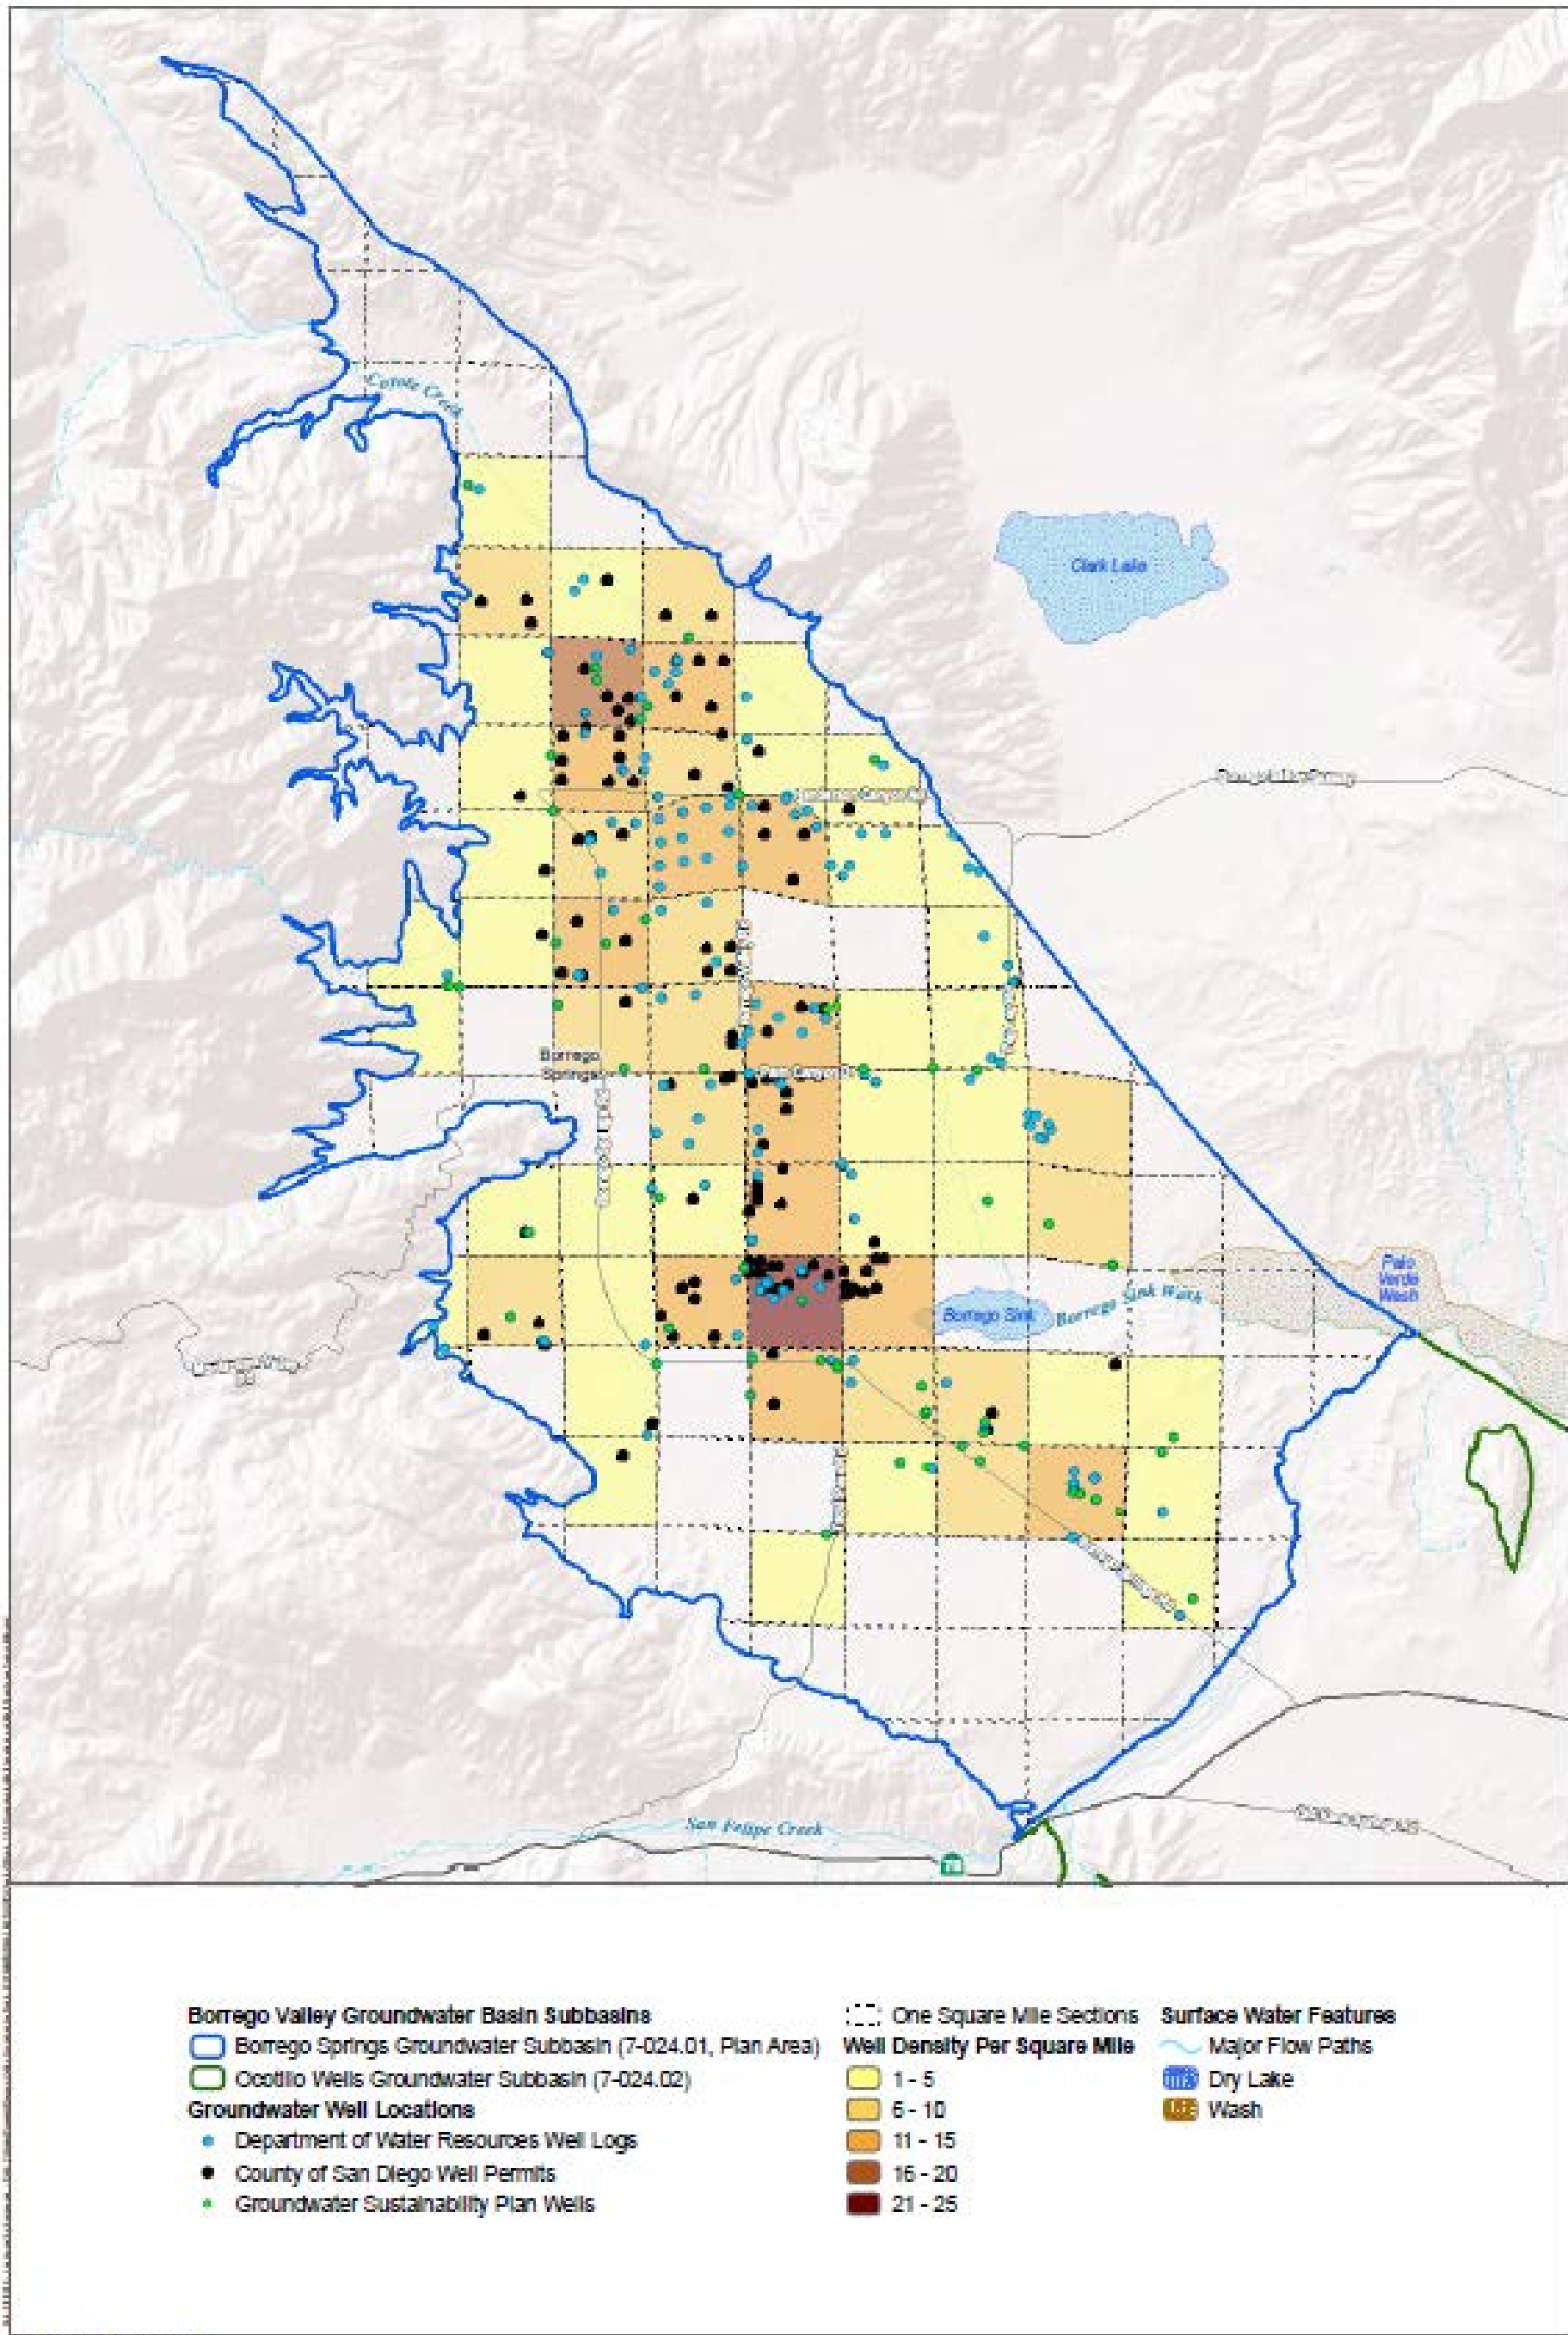 Coyote Creek
Clark Lake
Borrego
Springs
Palm Canyon Dr
Borrego Sink
Borrego Sink Wash
Palo
Verde
Wash
San Felipe Creek
Borrego Valley Groundwater Basin Subbasins
Borrego Springs Groundwater Subbasin (7-024.01, Plan Area)
Ocotillo Wells Groundwater Subbasin (7-024.02)
Groundwater Well Locations
Department of Water Resources Well Logs
County of San Diego Well Permits
Groundwater Sustainability Plan Wells
One Square Mile Sections
Well Density Per Square Mile
1 - 5
6 - 10
11 - 15
16 - 20
21 - 25
Surface Water Features
Major Flow Paths
Dry Lake
Wash